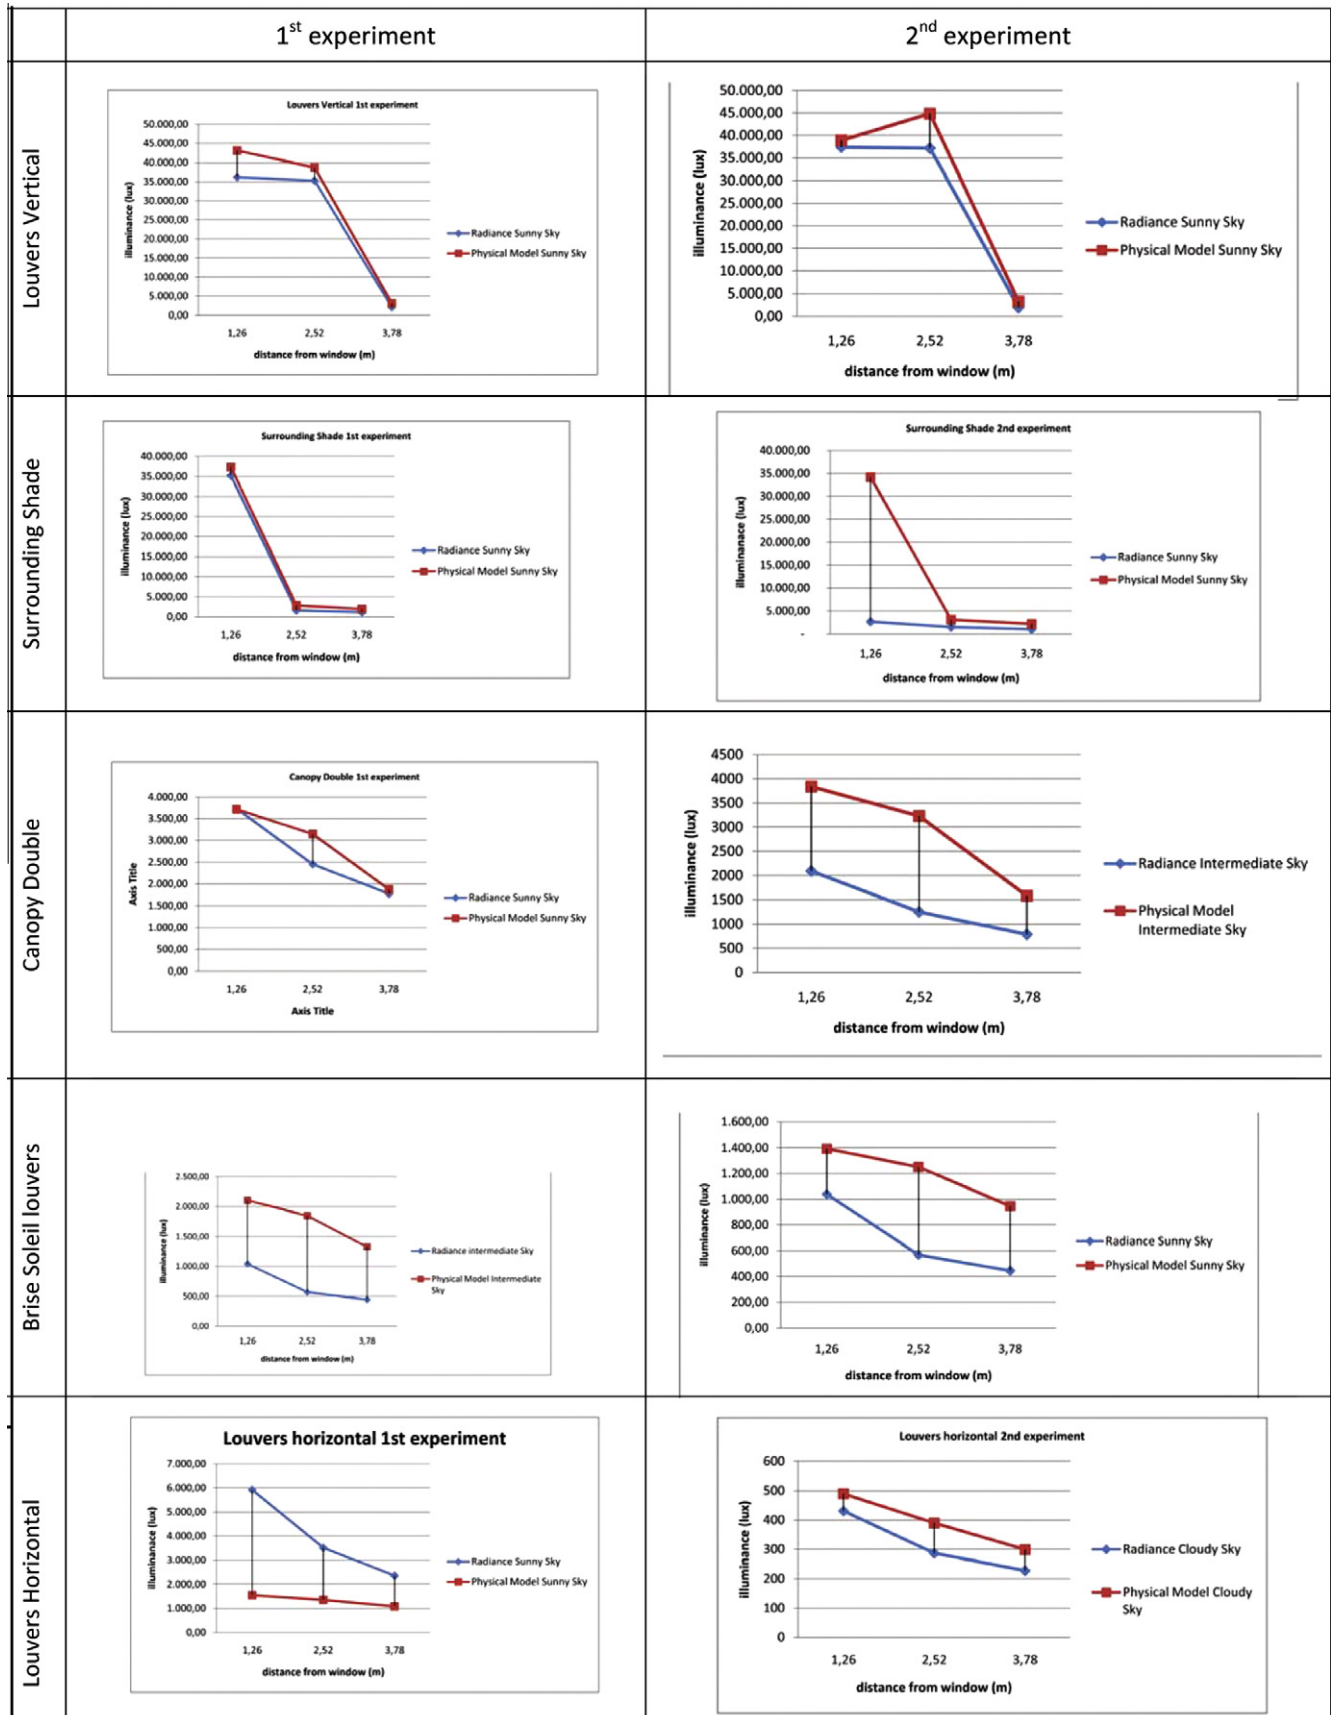 1st experiment
2nd experiment
Louvers Vertical
Louvers Vertical 1st experiment
50.000,00
45.000,00
40.000,00
35.000,00
30.000,00
25.000,00
20.000,00
15.000,00
10.000,00
5.000,00
0,00
illuminance (lux)
1,26 2,52 3,78
distance from window (m)
Radiance Sunny Sky
Physical Model Sunny Sky
50.000,00
45.000,00
40.000,00
35.000,00
30.000,00
25.000,00
20.000,00
15.000,00
10.000,00
5.000,00
0,00
illuminance (lux)
1,26 2,52 3,78
distance from window (m)
Radiance Sunny Sky
Physical Model Sunny Sky
Surrounding Shade
Surrounding Shade 1st experiment
40.000,00
35.000,00
30.000,00
25.000,00
20.000,00
15.000,00
10.000,00
5.000,00
0,00
illuminance (lux)
1,26 2,52 3,78
distance from window (m)
Radiance Sunny Sky
Physical Model Sunny Sky
Surrounding Shade 2nd experiment
40.000,00
35.000,00
30.000,00
25.000,00
20.000,00
15.000,00
10.000,00
5.000,00
-
illuminanace (lux)
1,26 2,52 3,78
distance from window (m)
Radiance Sunny Sky
Physical Model Sunny Sky
Canopy Double
Canopy Double 1st experiment
4.000,00
3.500,00
3.000,00
2.500,00
2.000,00
1.500,00
1.000,00
500,00
0,00
Axis Title
1,26 2,52 3,78
Axis Title
Radiance Sunny Sky
Physical Model Sunny Sky
4500
4000
3500
3000
2500
2000
1500
1000
500
0
illuminance (lux)
1,26 2,52 3,78
distance from window (m)
Radiance Intermediate Sky
Physical Model
Intermediate Sky
Brise Soleil louvers
2.500,00
2.000,00
1.500,00
1.000,00
500,00
0,00
illuminance (lux)
1,26 2,52 3,78
distance from window (m)
Radiance intermediate Sky
Physical Model Intermediate
Sky
1.600,00
1.400,00
1.200,00
1.000,00
800,00
600,00
400,00
200,00
0,00
illuminance (lux)
1,26 2,52 3,78
distance from window (m)
Radiance Sunny Sky
Physical Model Sunny Sky
Louvers Horizontal
Louvers horizontal 1st experiment
7.000,00
6.000,00
5.000,00
4.000,00
3.000,00
2.000,00
1.000,00
0,00
illuminanace (lux)
1,26 2,52 3,78
distance from window (m)
Radiance Sunny Sky
Physical Model Sunny Sky
Louvers horizontal 2nd experiment
600
500
400
300
200
100
0
illuminance (lux)
1,26 2,52 3,78
distance from window (m)
Radiance Cloudy Sky
Physical Model Cloudy
Sky